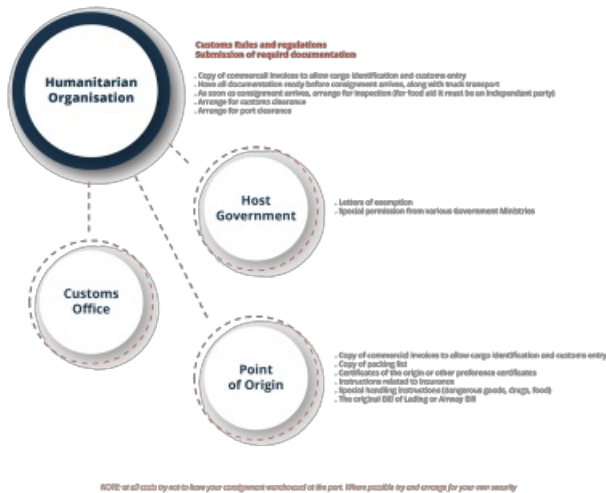 Customs Rules and regulations
Submission of requird documentation
Humanitarian
Organisation
. Copy of commercail invoices to allow cargo identification and customs entry
. Have all documentation ready before consignment arrives, along with truck transport
. As soon as consignment arrives, arrange for inspection (for food aid it must be an independent party)
. Arrange for customs clearance
. Arrange for port clearance
Host
Government
. Letters of exemption
. Special permission from various Government Ministries
Customs
Office
Point
of Origin
. Copy of commercial invoices to allow cargo identification and customs entry
. Copy of packing list
. Certificates of the origin or other preference certificates
. Instructions related to insurance
. Special handling instructions (dangerous goods, drugs, food)
. The original Bill of Lading or Airway Bill
NOTE: at all costs try not to have your consignment warehoused at the port. Where possible try and arrange for your own security